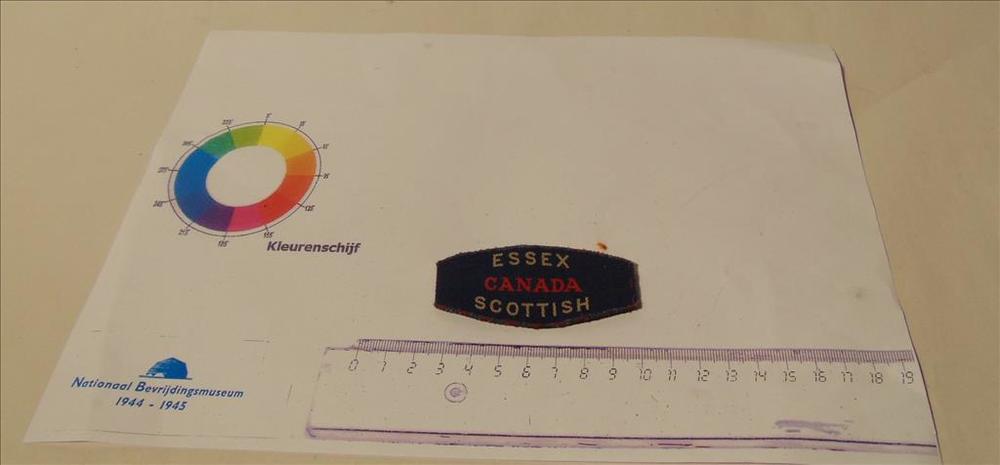 Kleurenschijf
ESSEX
CANADA
SCOTTISH
Nationaal Bevrijdingsmuseum
1944 - 1945
0 1 2 3 4 5 6 7 8 9 10 11 12 13 14 15 16 17 18 19